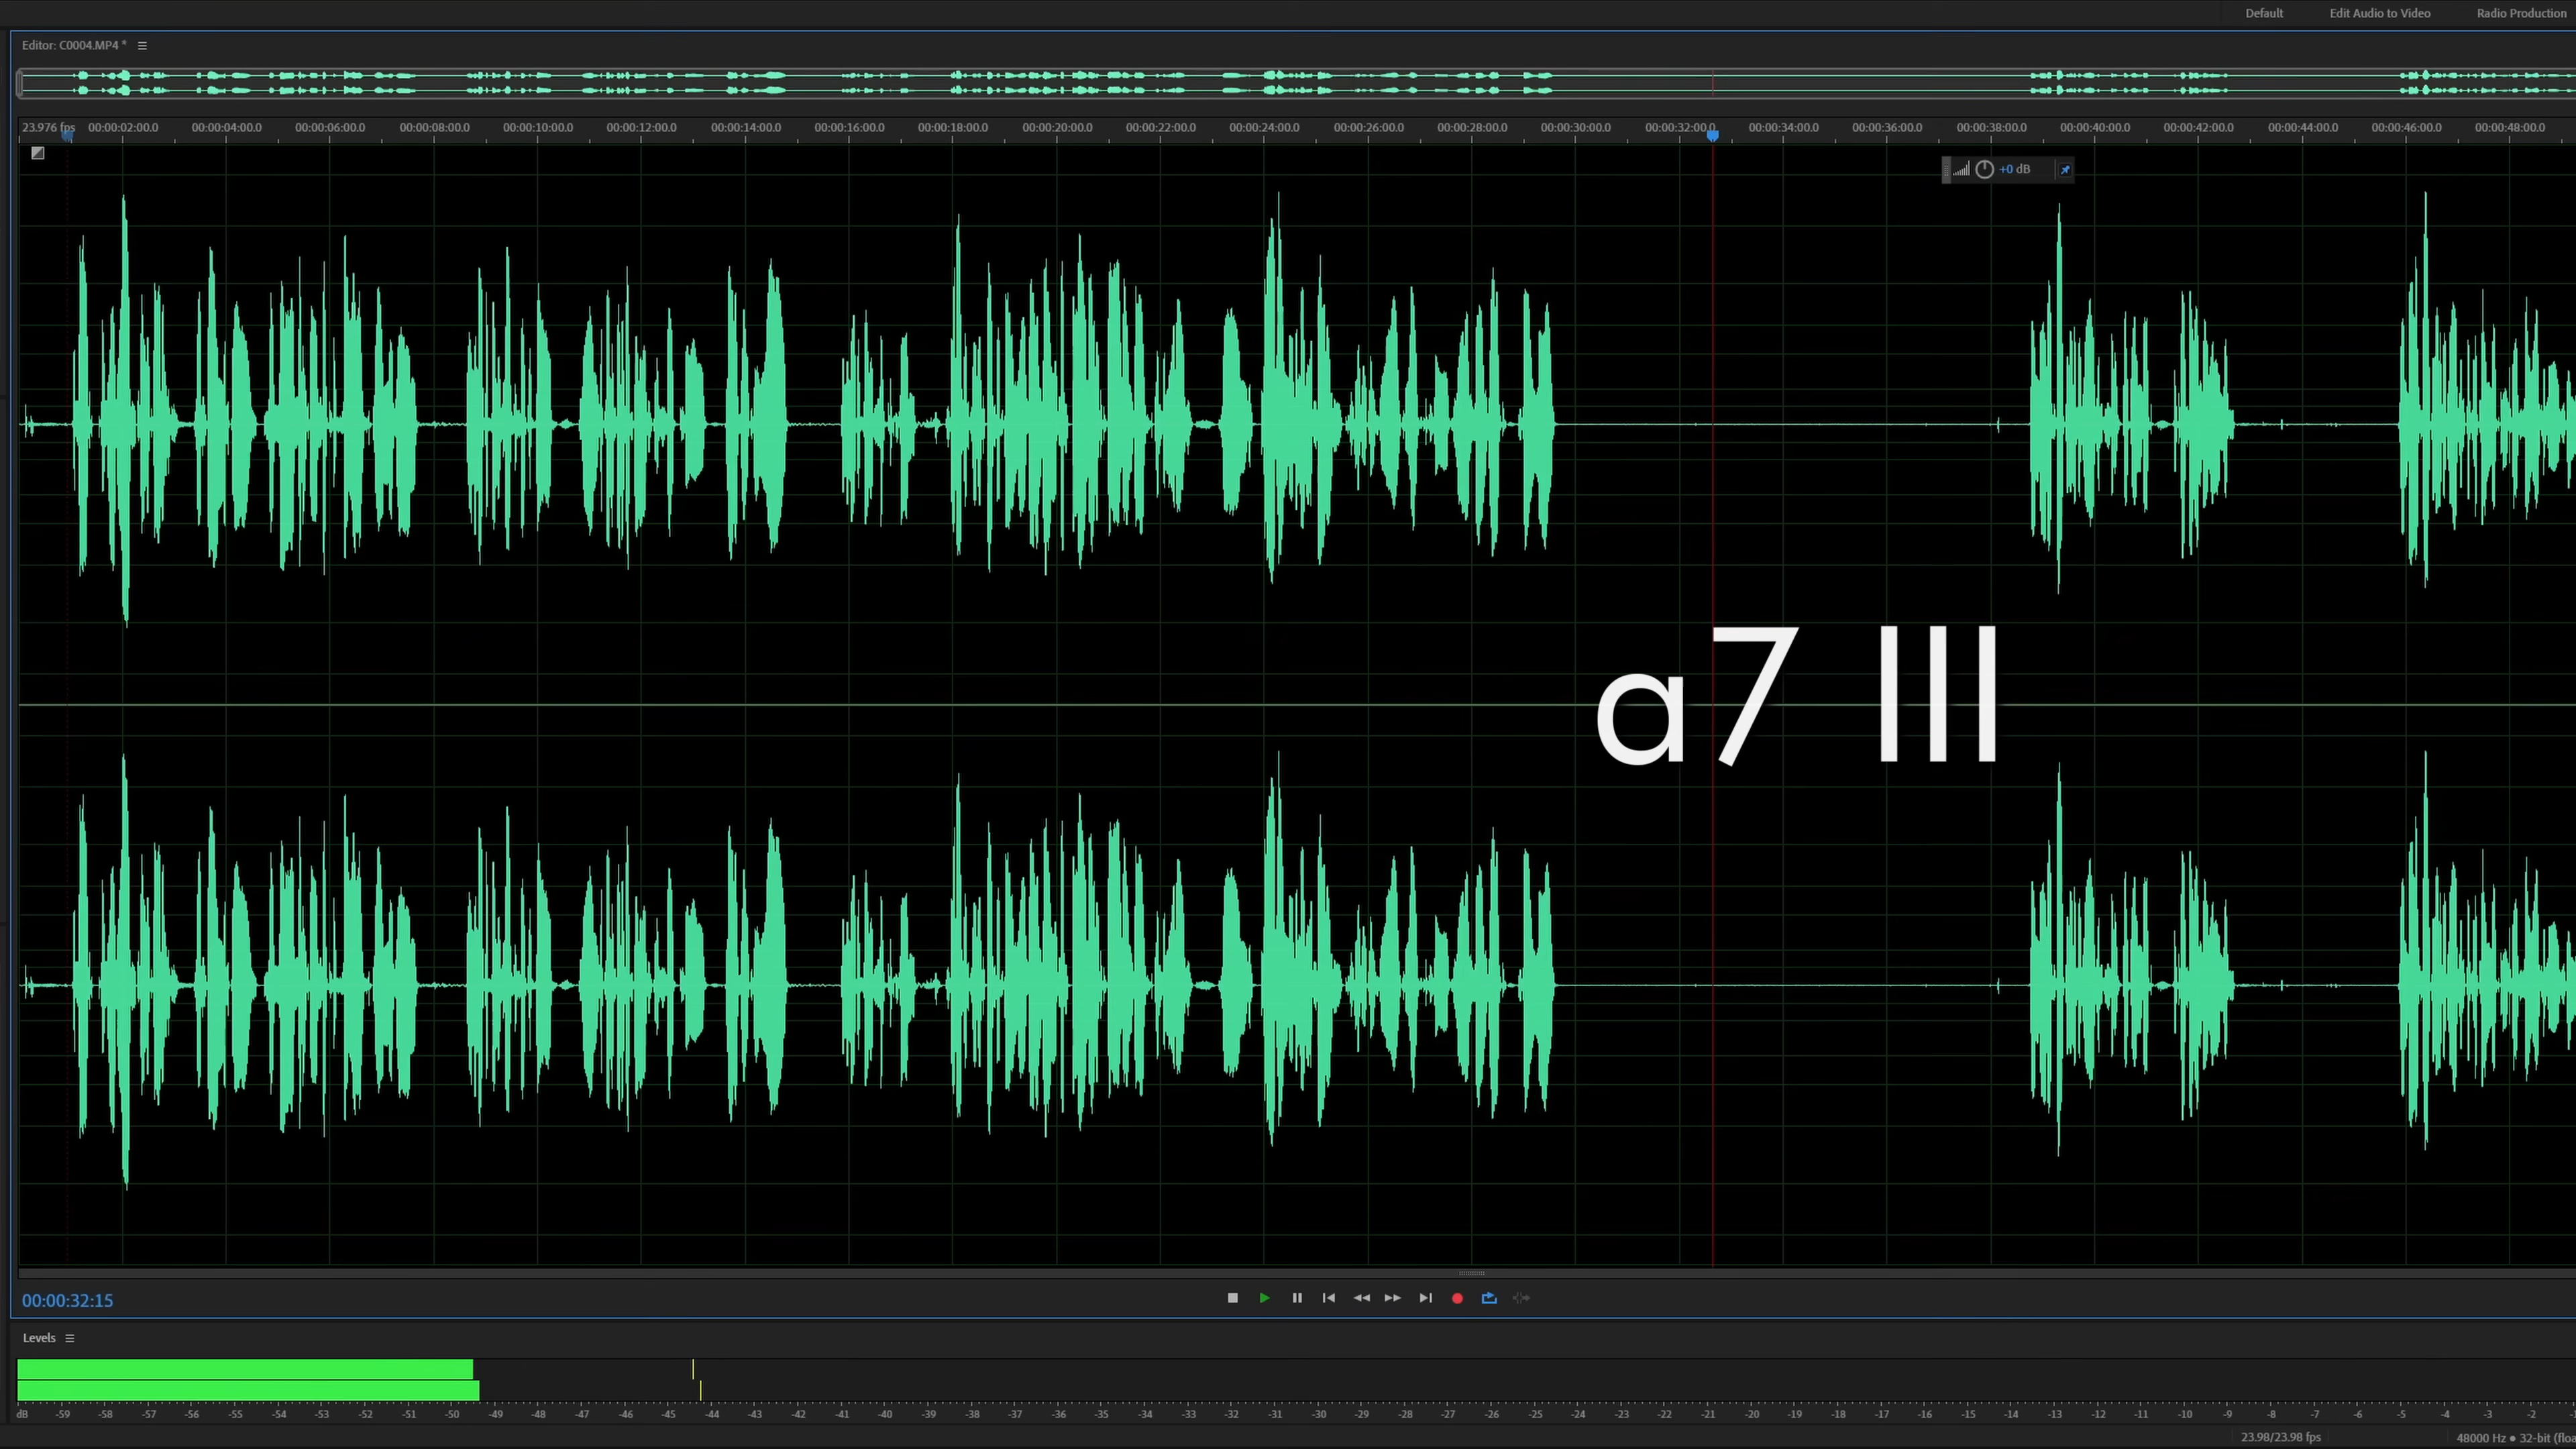 Default Edit Audio to Video Radio Production
Editor: C0004.MP4 *
23.976 fps 00:00:02:00.0 00:00:04:00.0 00:00:06:00.0 00:00:08:00.0 00:00:10:00.0 00:00:12:00.0 00:00:14:00.0 00:00:16:00.0 00:00:18:00.0 00:00:20:00.0 00:00:22:00.0 00:00:24:00.0 00:00:26:00.0 00:00:28:00.0 00:00:30:00.0 00:00:32:00.0 00:00:34:00.0 00:00:36:00.0 00:00:38:00.0 00:00:40:00.0 00:00:42:00.0 00:00:44:00.0 00:00:46:00.0 00:00:48:00.0
+0 dB
a7 III
00:00:32:15
Levels
dB -59 -58 -57 -56 -55 -54 -53 -52 -51 -50 -49 -48 -47 -46 -45 -44 -43 -42 -41 -40 -39 -38 -37 -36 -35 -34 -33 -32 -31 -30 -29 -28 -27 -26 -25 -24 -23 -22 -21 -20 -19 -18 -17 -16 -15 -14 -13 -12 -11 -10 -9 -8 -7 -6 -5 -4 -3 -2
23.98/23.98 fps 48000 Hz • 32-bit (floa